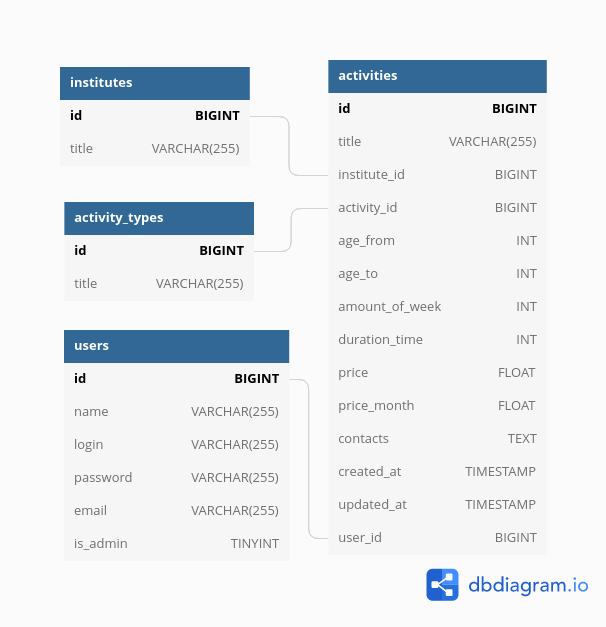 institutes
id BIGINT
title VARCHAR(255)
activity_types
id BIGINT
title VARCHAR(255)
users
id BIGINT
name VARCHAR(255)
login VARCHAR(255)
password VARCHAR(255)
email VARCHAR(255)
is_admin TINYINT
activities
id BIGINT
title VARCHAR(255)
institute_id BIGINT
activity_id BIGINT
age_from INT
age_to INT
amount_of_week INT
duration_time INT
price FLOAT
price_month FLOAT
contacts TEXT
created_at TIMESTAMP
updated_at TIMESTAMP
user_id BIGINT
dbdiagram.io